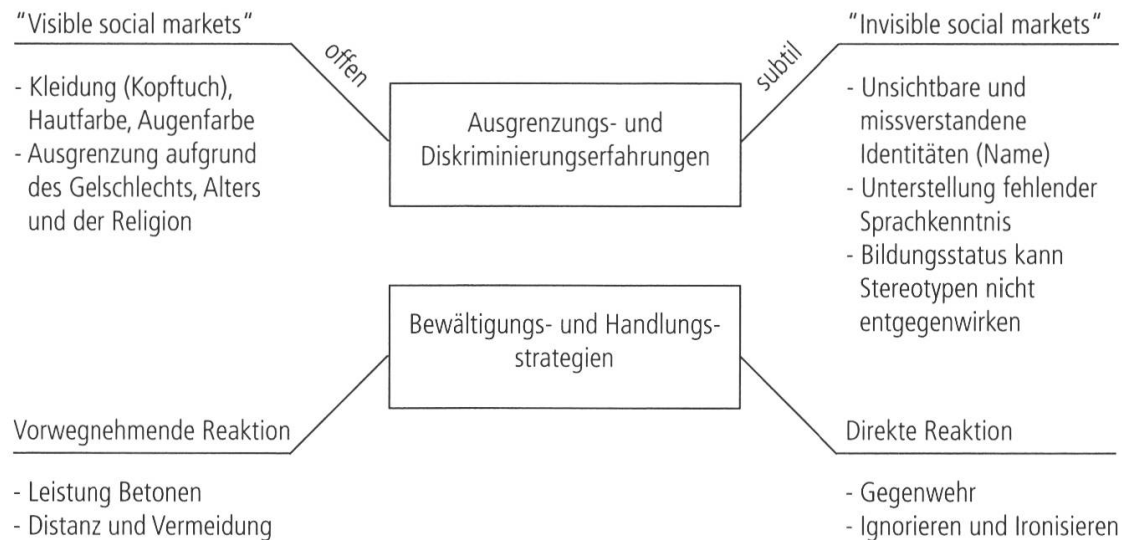 "Visible social markets“
- Kleidung (Kopftuch),
Hautfarbe, Augenfarbe
- Ausgrenzung aufgrund
des Gelschlechts, Alters
und der Religion
offen
Ausgrenzungs- und
Diskriminierungserfahrungen
subtil
"Invisible social markets“
- Unsichtbare und
missverstandene
Identitäten (Name)
- Unterstellung fehlender
Sprachkenntnis
- Bildungsstatus kann
Stereotypen nicht
entgegenwirken
Bewältigungs- und Handlungs-
strategien
Vorwegnehmende Reaktion
- Leistung Betonen
- Distanz und Vermeidung
Direkte Reaktion
- Gegenwehr
- Ignorieren und Ironisieren